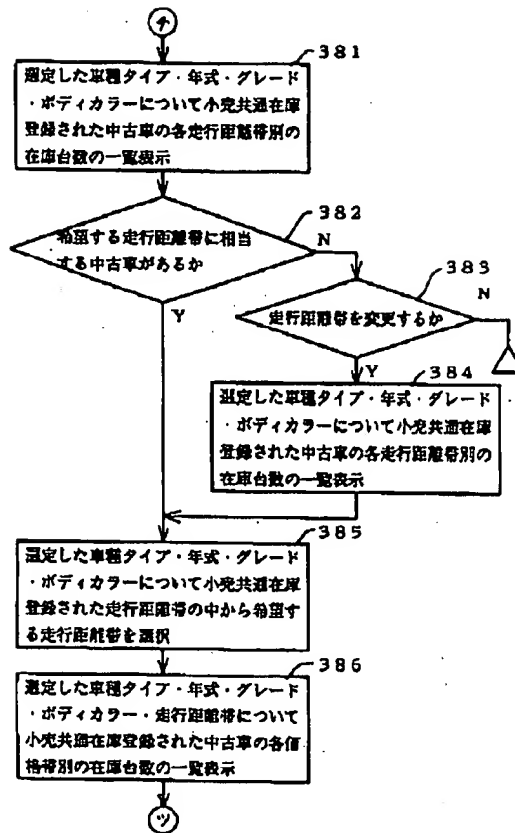 チ
381
選定した車種タイプ・年式・グレード
・ボディカラーについて小売共通在庫
登録された中古車の各走行距離帯別の
在庫台数の一覧表示
382
希望する走行距離帯に相当
する中古車があるか
N
Y
383
走行距離帯を変更するか
N
Y
384
選定した車種タイプ・年式・グレード
・ボディカラーについて小売共通在庫
登録された中古車の各走行距離帯別の
在庫台数の一覧表示
385
選定した車種タイプ・年式・グレード
・ボディカラーについて小売共通在庫
登録された走行距離帯の中から希望す
る走行距離帯を選択
386
選定した車種タイプ・年式・グレード
・ボディカラー・走行距離帯について
小売共通在庫登録された中古車の各価
格帯別の在庫台数の一覧表示
ツ